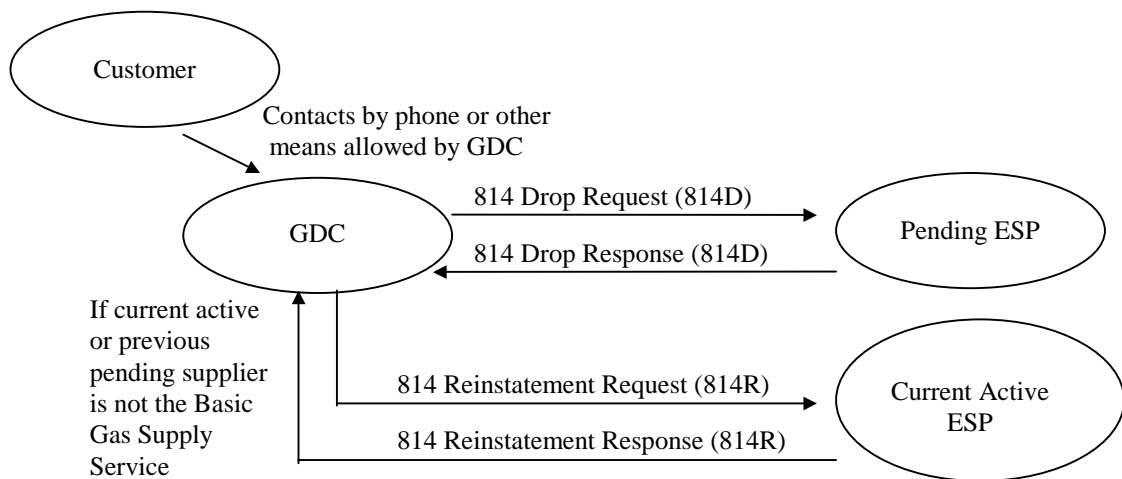 Customer
Contacts by phone or other
means allowed by GDC
814 Drop Request (814D)
GDC
Pending ESP
814 Drop Response (814D)
If current active
or previous
pending supplier
is not the Basic
Gas Supply
Service
814 Reinstatement Request (814R)
Current Active
ESP
814 Reinstatement Response (814R)